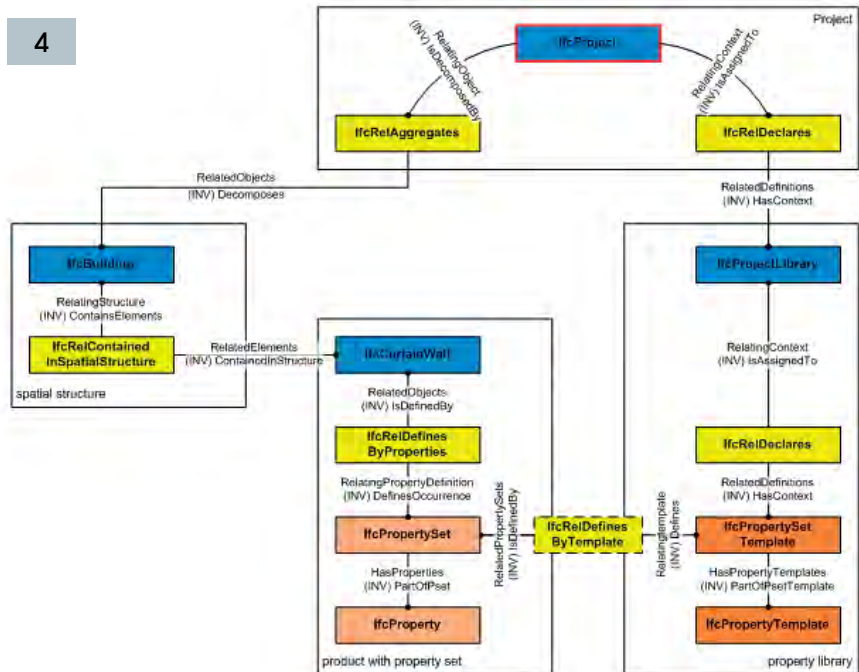 4
Project
IfcProject
RelatingObject
(INV) IsDecomposedBy
RelatingContext
(INV) IsAssignedTo
IfcRelAggregates
IfcRelDeclares
RelatedObjects
(INV) Decomposes
RelatedDefinitions
(INV) HasContext
IfcBuilding
IfcProjectLibrary
RelatingStructure
(INV) ContainsElements
IfcRelContained
InSpatialStructure
spatial structure
RelatedElements
(INV) ContainedInStructure
IfcCurtainWall
RelatingContext
(INV) IsAssignedTo
RelatedObjects
(INV) IsDefinedBy
IfcRelDefines
ByProperties
IfcRelDeclares
RelatingPropertyDefinition
(INV) DefinesOccurrence
RelatedDefinitions
(INV) HasContext
IfcPropertySet
RelatedPropertySets
(INV) IsDefinedBy
IfcRelDefines
ByTemplate
RelatingTemplate
(INV) Defines
IfcPropertySet
Template
HasProperties
(INV) PartOfPset
HasPropertyTemplates
(INV) PartOfPsetTemplate
IfcProperty
IfcPropertyTemplate
product with property set
property library